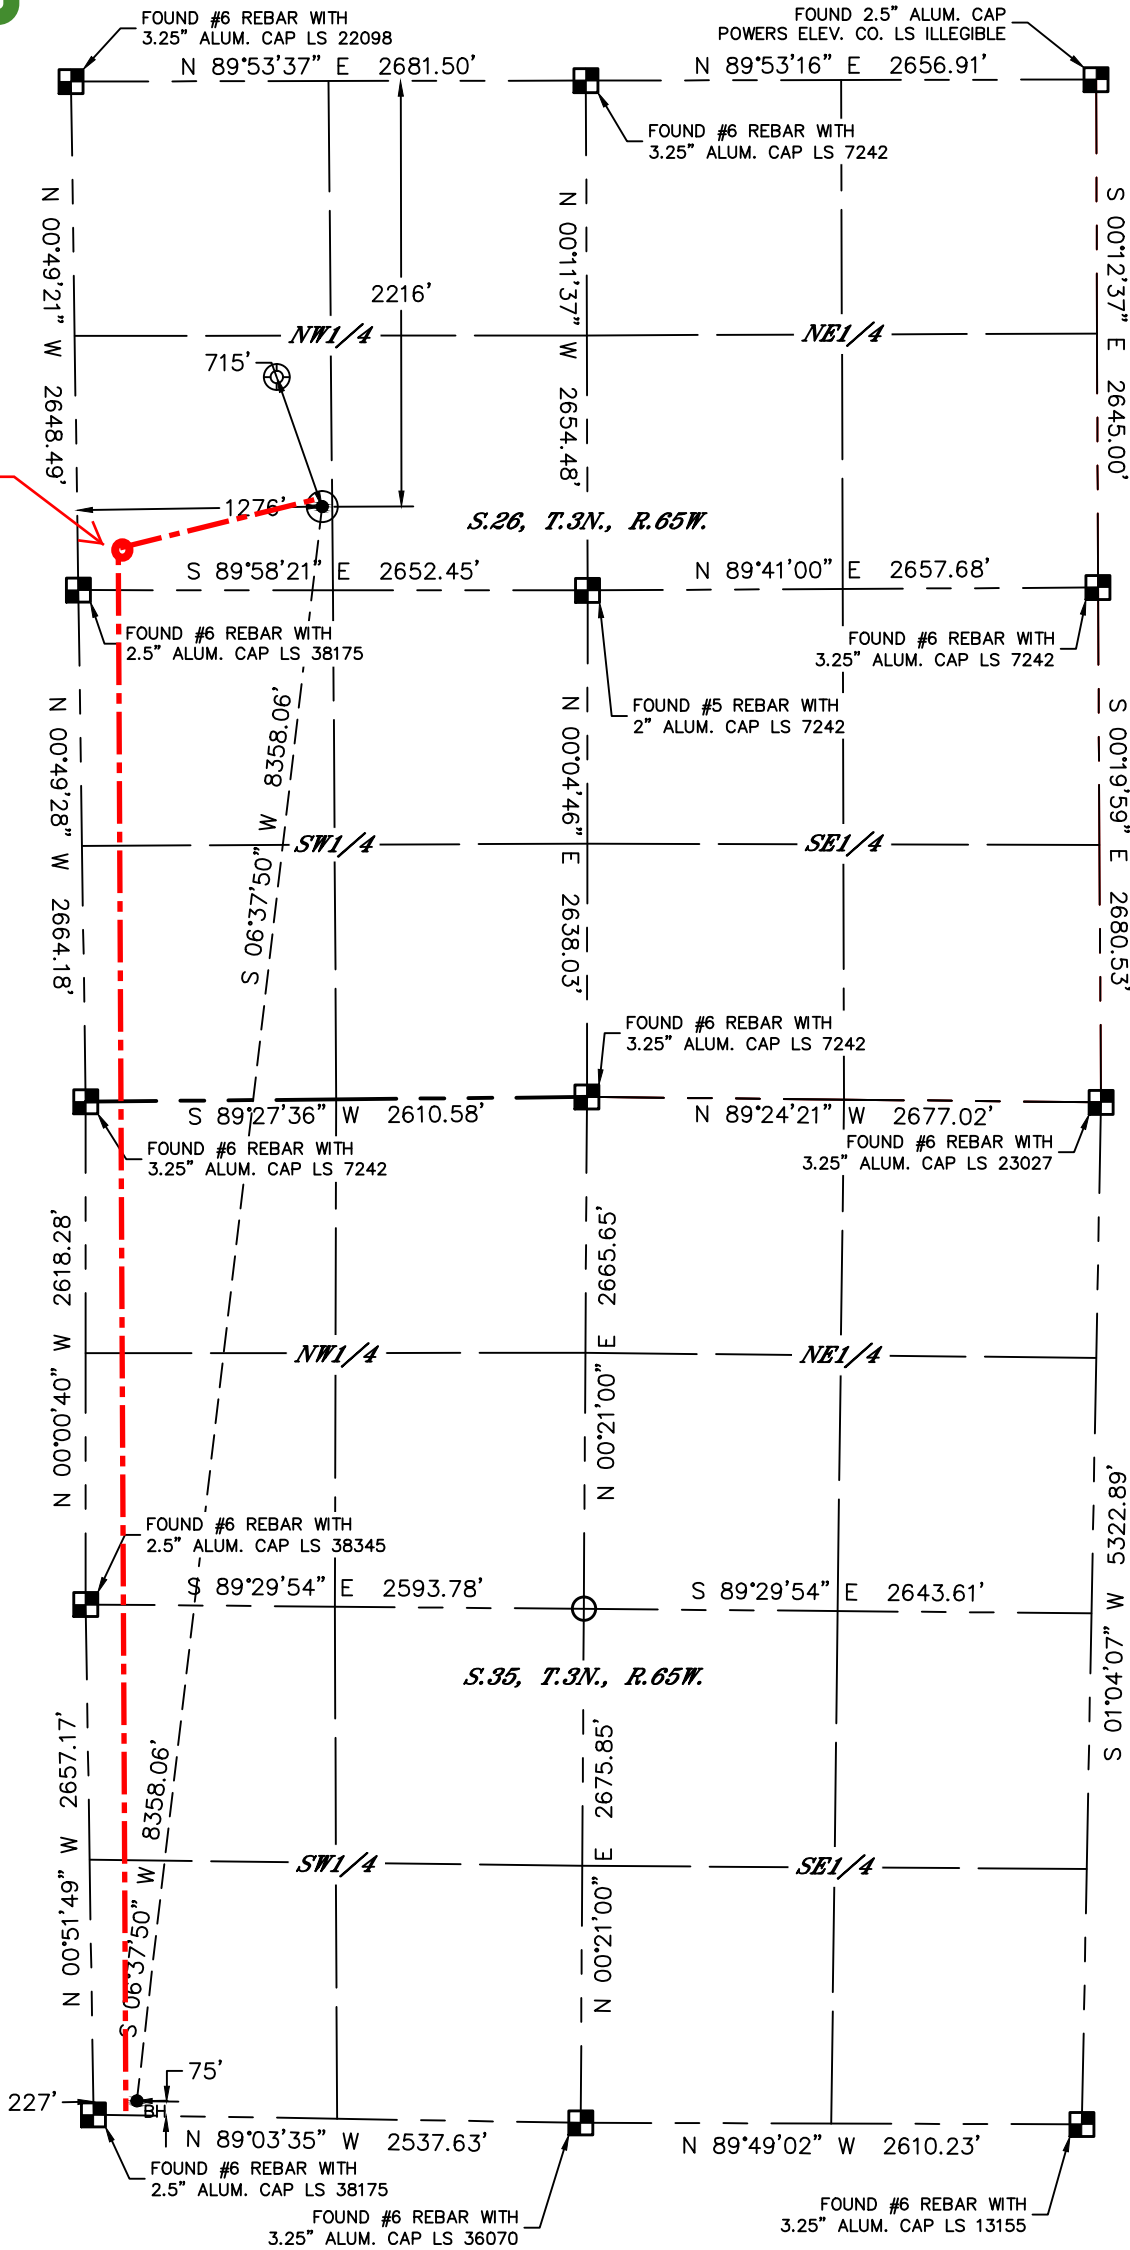 FOUND #6 REBAR WITH
3.25" ALUM. CAP LS 22098
FOUND 2.5" ALUM. CAP
POWERS ELEV. CO. LS ILLEGIBLE
N 89°53'37" E 2681.50'
N 89°53'16" E 2656.91'
FOUND #6 REBAR WITH
3.25" ALUM. CAP LS 7242
N 00°49'21" W 2648.49'
N 00°11'37" W 2654.48'
S 00°12'37" E 2645.00'
2216'
NW1/4
NE1/4
715'
1276'
S.26, T.3N., R.65W.
S 89°58'21" E 2652.45'
N 89°41'00" E 2657.68'
FOUND #6 REBAR WITH
2.5" ALUM. CAP LS 38175
FOUND #6 REBAR WITH
3.25" ALUM. CAP LS 7242
FOUND #5 REBAR WITH
2" ALUM. CAP LS 7242
N 00°49'28" W 2664.18'
S 06°37'50" W 8358.06'
N 00°04'46" E 2638.03'
S 00°19'59" E 2680.53'
SW1/4
SE1/4
FOUND #6 REBAR WITH
3.25" ALUM. CAP LS 7242
S 89°27'36" W 2610.58'
N 89°24'21" W 2677.02'
FOUND #6 REBAR WITH
3.25" ALUM. CAP LS 7242
FOUND #6 REBAR WITH
3.25" ALUM. CAP LS 23027
N 00°00'40" W 2618.28'
N 00°21'00" E 2665.65'
NW1/4
NE1/4
S 01°04'07" W 5322.89'
FOUND #6 REBAR WITH
2.5" ALUM. CAP LS 38345
S 89°29'54" E 2593.78'
S 89°29'54" E 2643.61'
S.35, T.3N., R.65W.
N 00°51'49" W 2657.17'
S 06°37'50" W 8358.06'
N 00°21'00" E 2675.85'
SW1/4
SE1/4
75'
227'
BH
N 89°03'35" W 2537.63'
N 89°49'02" W 2610.23'
FOUND #6 REBAR WITH
2.5" ALUM. CAP LS 38175
FOUND #6 REBAR WITH
3.25" ALUM. CAP LS 36070
FOUND #6 REBAR WITH
3.25" ALUM. CAP LS 13155